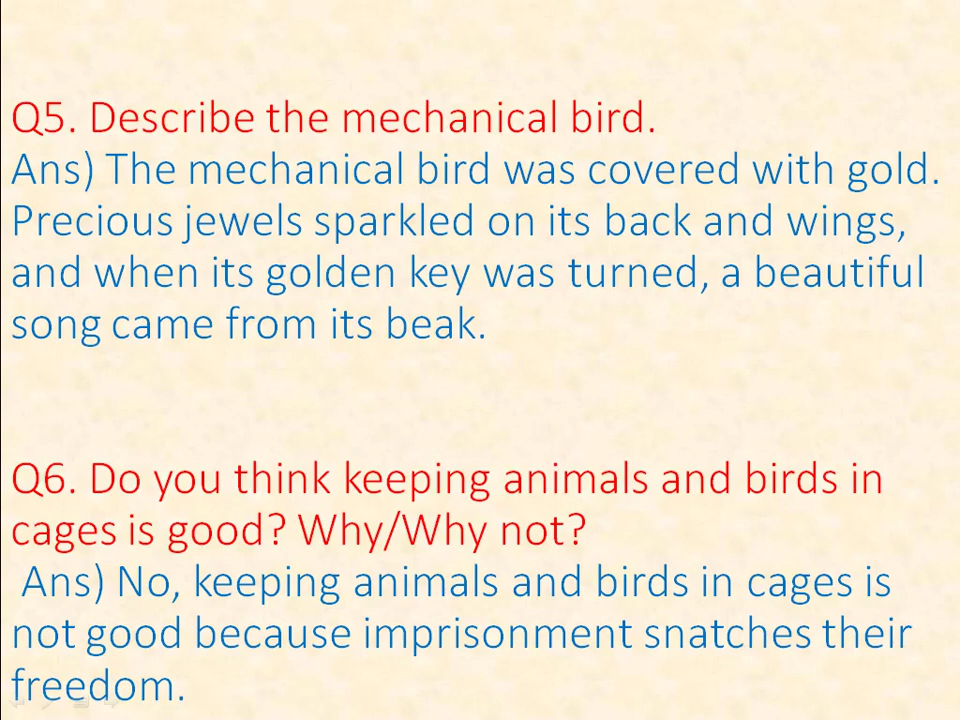 Q5. Describe the mechanical bird.
Ans) The mechanical bird was covered with gold.
Precious jewels sparkled on its back and wings,
and when its golden key was turned, a beautiful
song came from its beak.
Q6. Do you think keeping animals and birds in
cages is good? Why/Why not?
Ans) No, keeping animals and birds in cages is
not good because imprisonment snatches their
freedom.